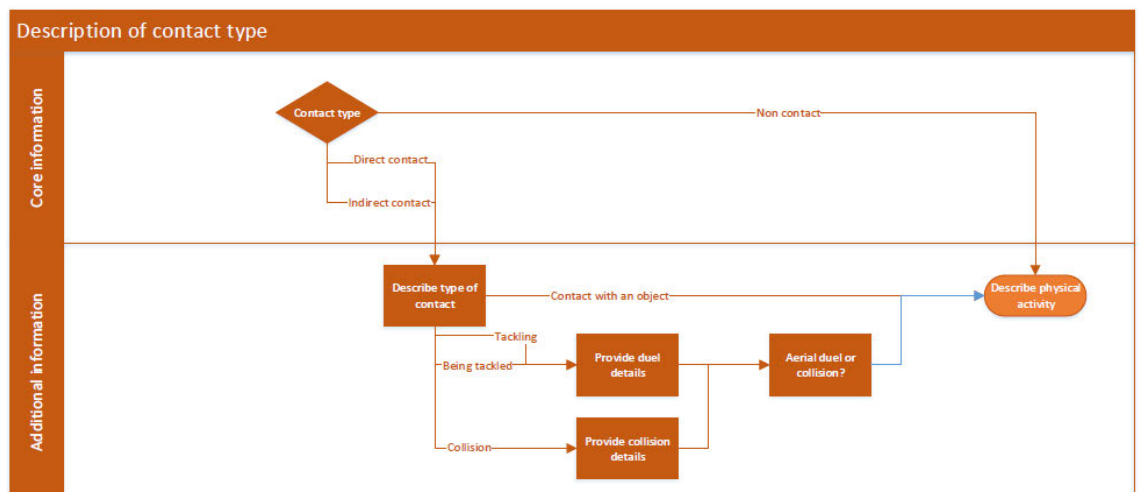 Description of contact type
Core information
Contact type
Non contact
Direct contact
Indirect contact
Additional information
Describe type of
contact
Contact with an object
Describe physical
activity
Tackling
Being tackled
Provide duel
details
Aerial duel or
collision?
Collision
Provide collision
details